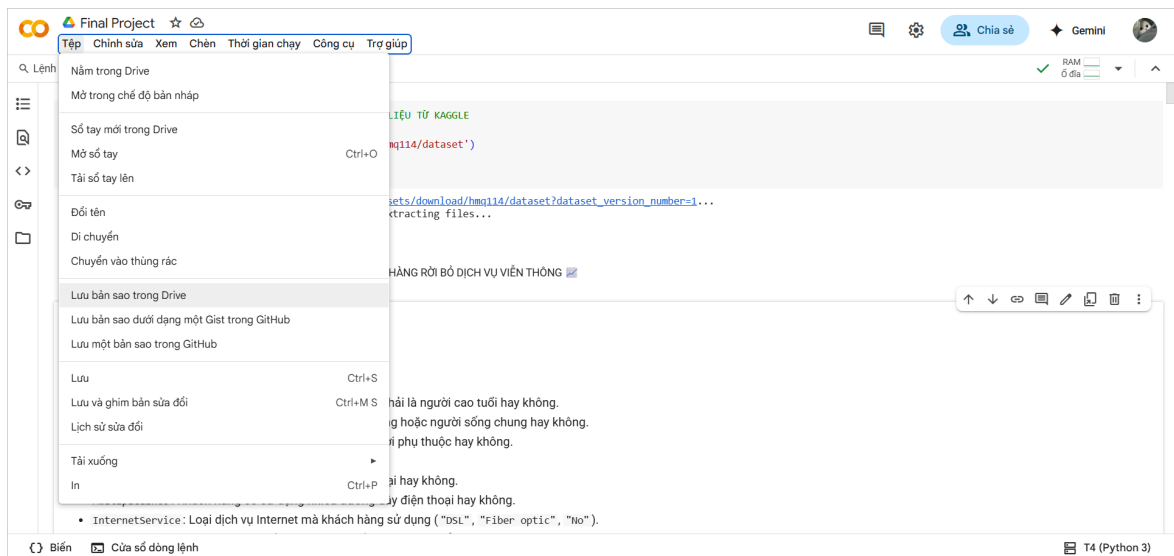 Final Project
Tệp Chỉnh sửa Xem Chèn Thời gian chạy Công cụ Trợ giúp
Chia sẻ
Gemini
Lệnh
RAM
Ổ đĩa
Nằm trong Drive
Mở trong chế độ bản nháp
Sổ tay mới trong Drive
Mở sổ tay Ctrl+O
Tải sổ tay lên
Đổi tên
Di chuyển
Chuyển vào thùng rác
Lưu bản sao trong Drive
Lưu bản sao dưới dạng một Gist trong GitHub
Lưu một bản sao trong GitHub
Lưu Ctrl+S
Lưu và ghim bản sửa đổi Ctrl+M S
Lịch sử sửa đổi
Tải xuống
In Ctrl+P
LIỆU TỪ KAGGLE
mq114/dataset')
sets/download/hmq114/dataset?dataset_version_number=1...
xtracting files...
HÀNG RỜI BỎ DỊCH VỤ VIỄN THÔNG
hải là người cao tuổi hay không.
g hoặc người sống chung hay không.
i phụ thuộc hay không.
ại hay không.
ây điện thoại hay không.
InternetService: Loại dịch vụ Internet mà khách hàng sử dụng ("DSL", "Fiber optic", "No").
Biến
Cửa sổ dòng lệnh
T4 (Python 3)